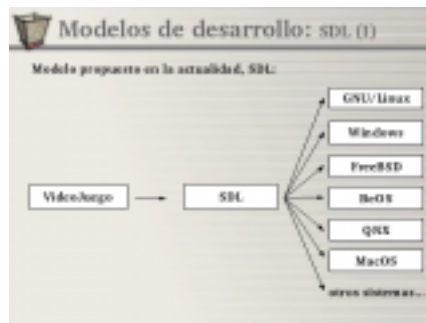 Modelos de desarrollo: SDL (I)
Modelo propuesto en la actualidad, SDL:
GNU/Linux
Windows
FreeBSD
VideoJuego
SDL
BeOS
QNX
MacOS
otros sistemas...